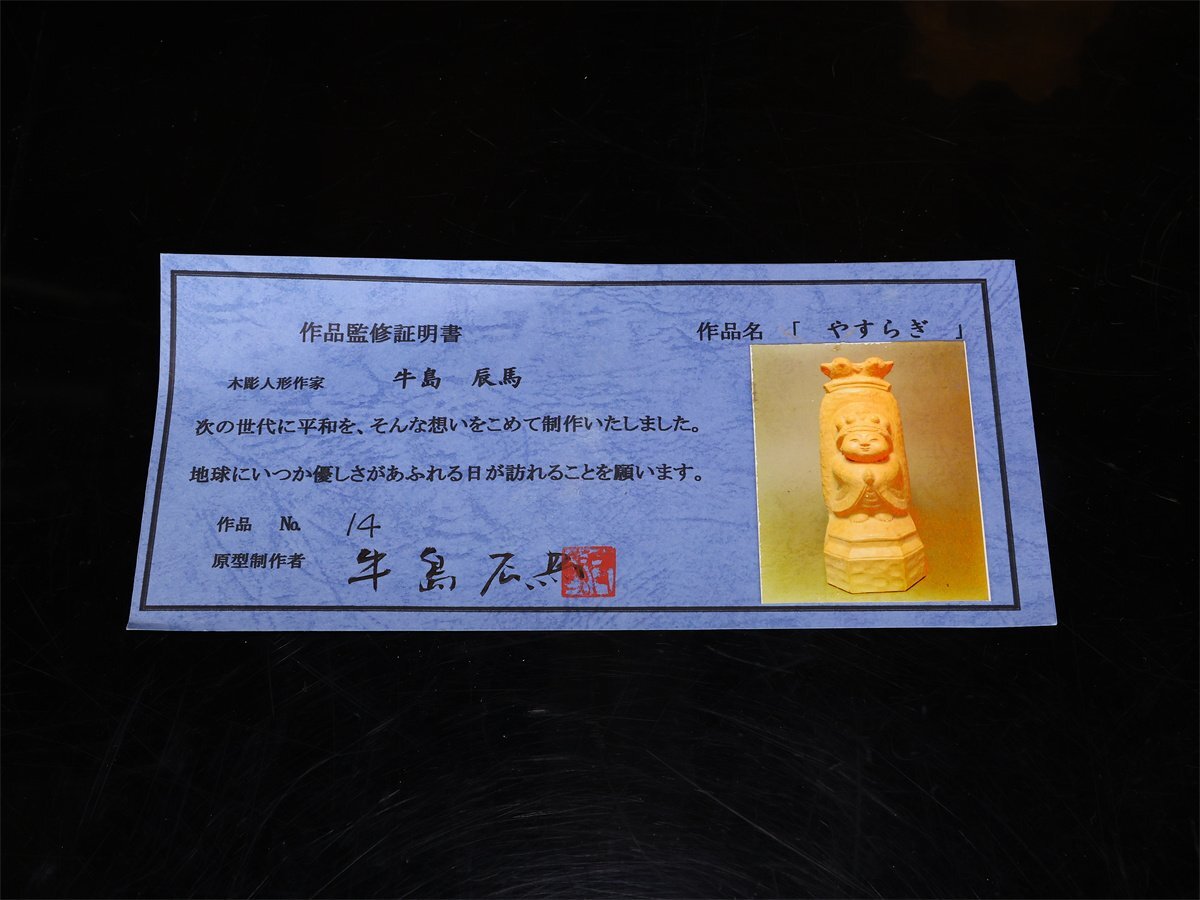 作品監修証明書
作品名 「 やすらぎ 」
木彫人形作家 牛島 辰馬
次の世代に平和を、そんな想いをこめて制作いたしました。
地球にいつか優しさがあふれる日が訪れることを願います。
作品 № 14
原型制作者 牛島辰馬